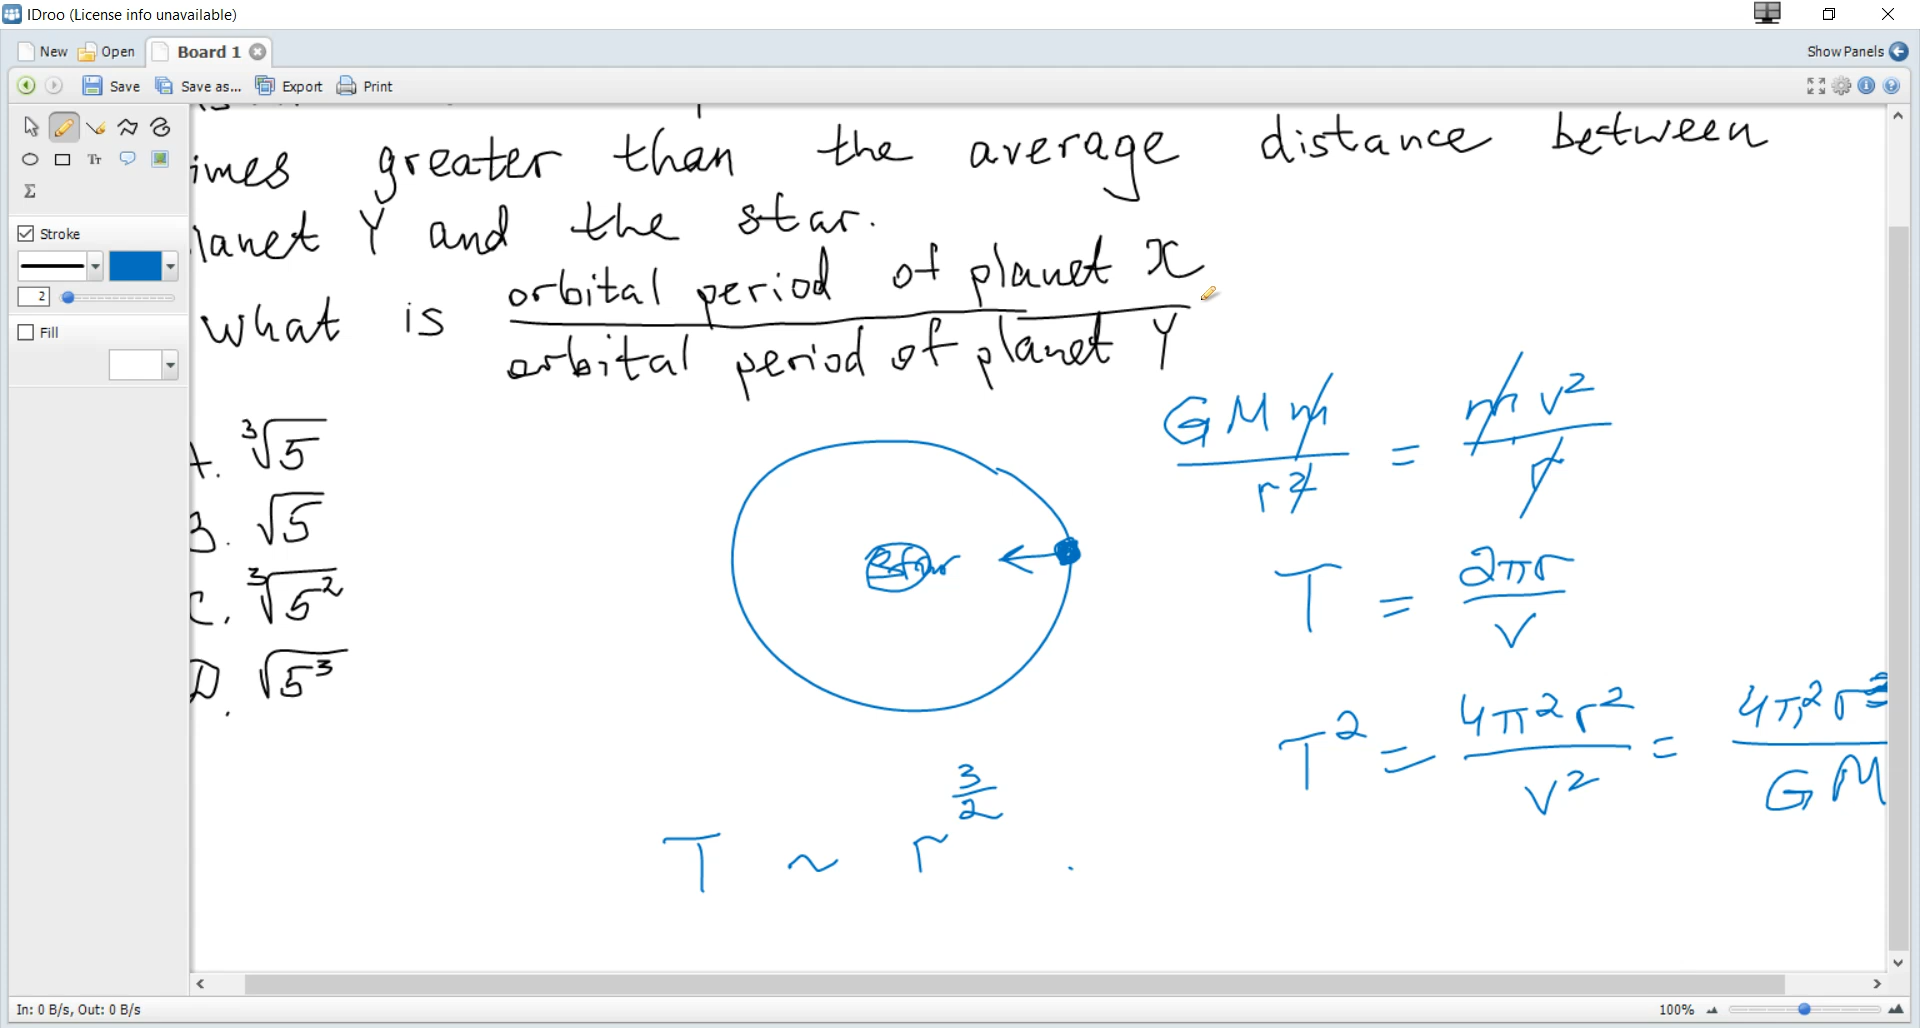 IDroo (License info unavailable)
New Open Board 1 Show Panels
Save Save as... Export Print
imes greater than the average distance between
lanet Y and the star.
what is orbital period of planet x
orbital period of planet Y
Stroke
2
Fill
A. ³√5
B. √5
C. ³√5²
D. √5³
star
GMm/r² = mv²/r
T = 2πr/v
T² = 4π²r²/v² = 4π²r³/GM
T ~ r^3/2
In: 0 B/s, Out: 0 B/s 100%